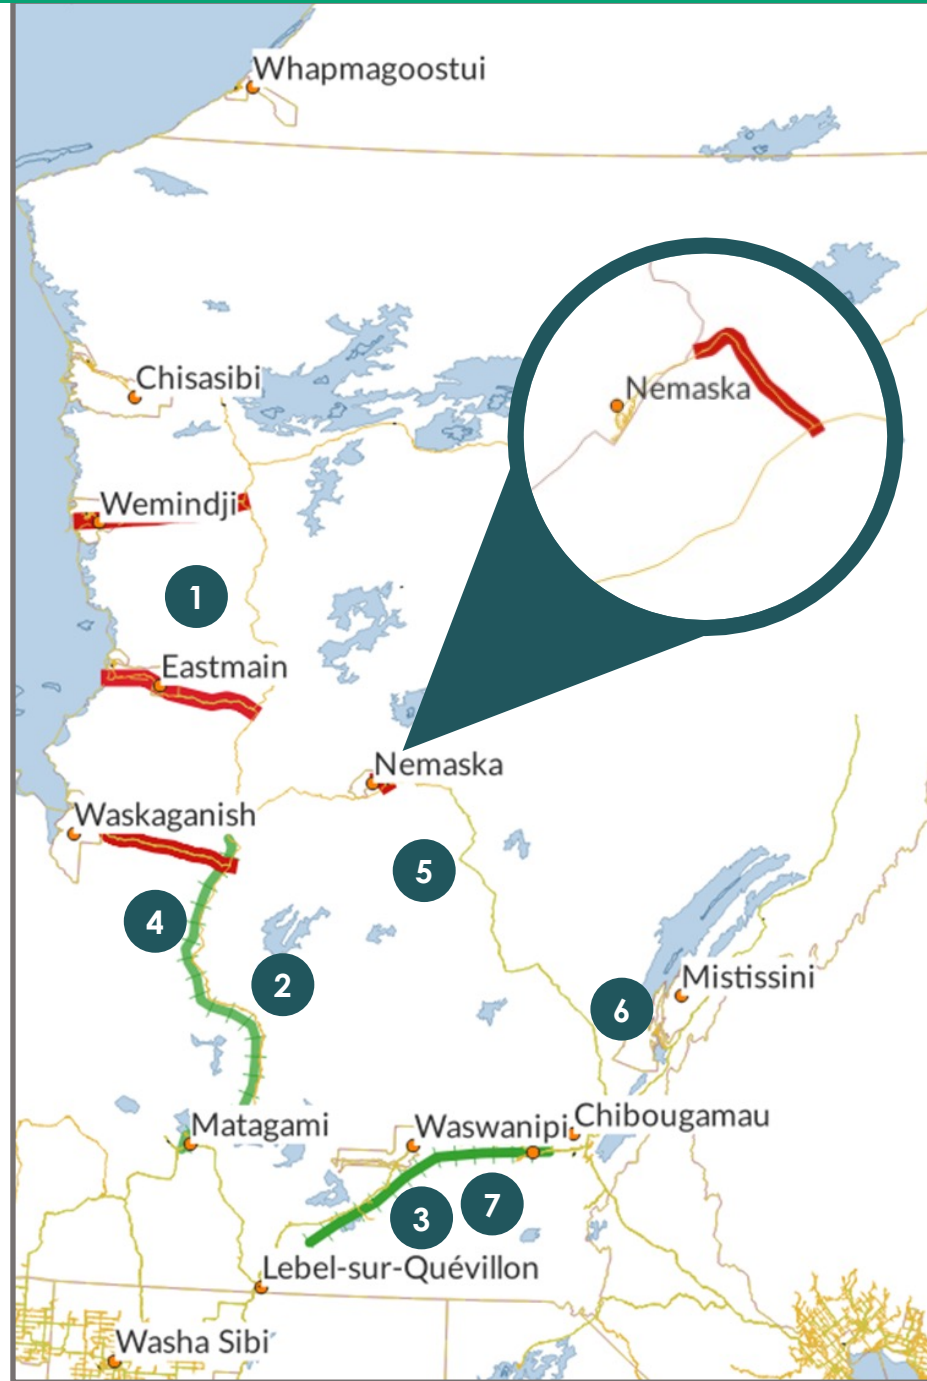 Whapmagoostui
Chisasibi
Nemaska
Wemindji
1
Eastmain
Nemaska
Waskaganish
5
4
2
Mistissini
6
Matagami
Waswanipi
Chibougamau
3
7
Lebel-sur-Quévillon
Washa Sibi